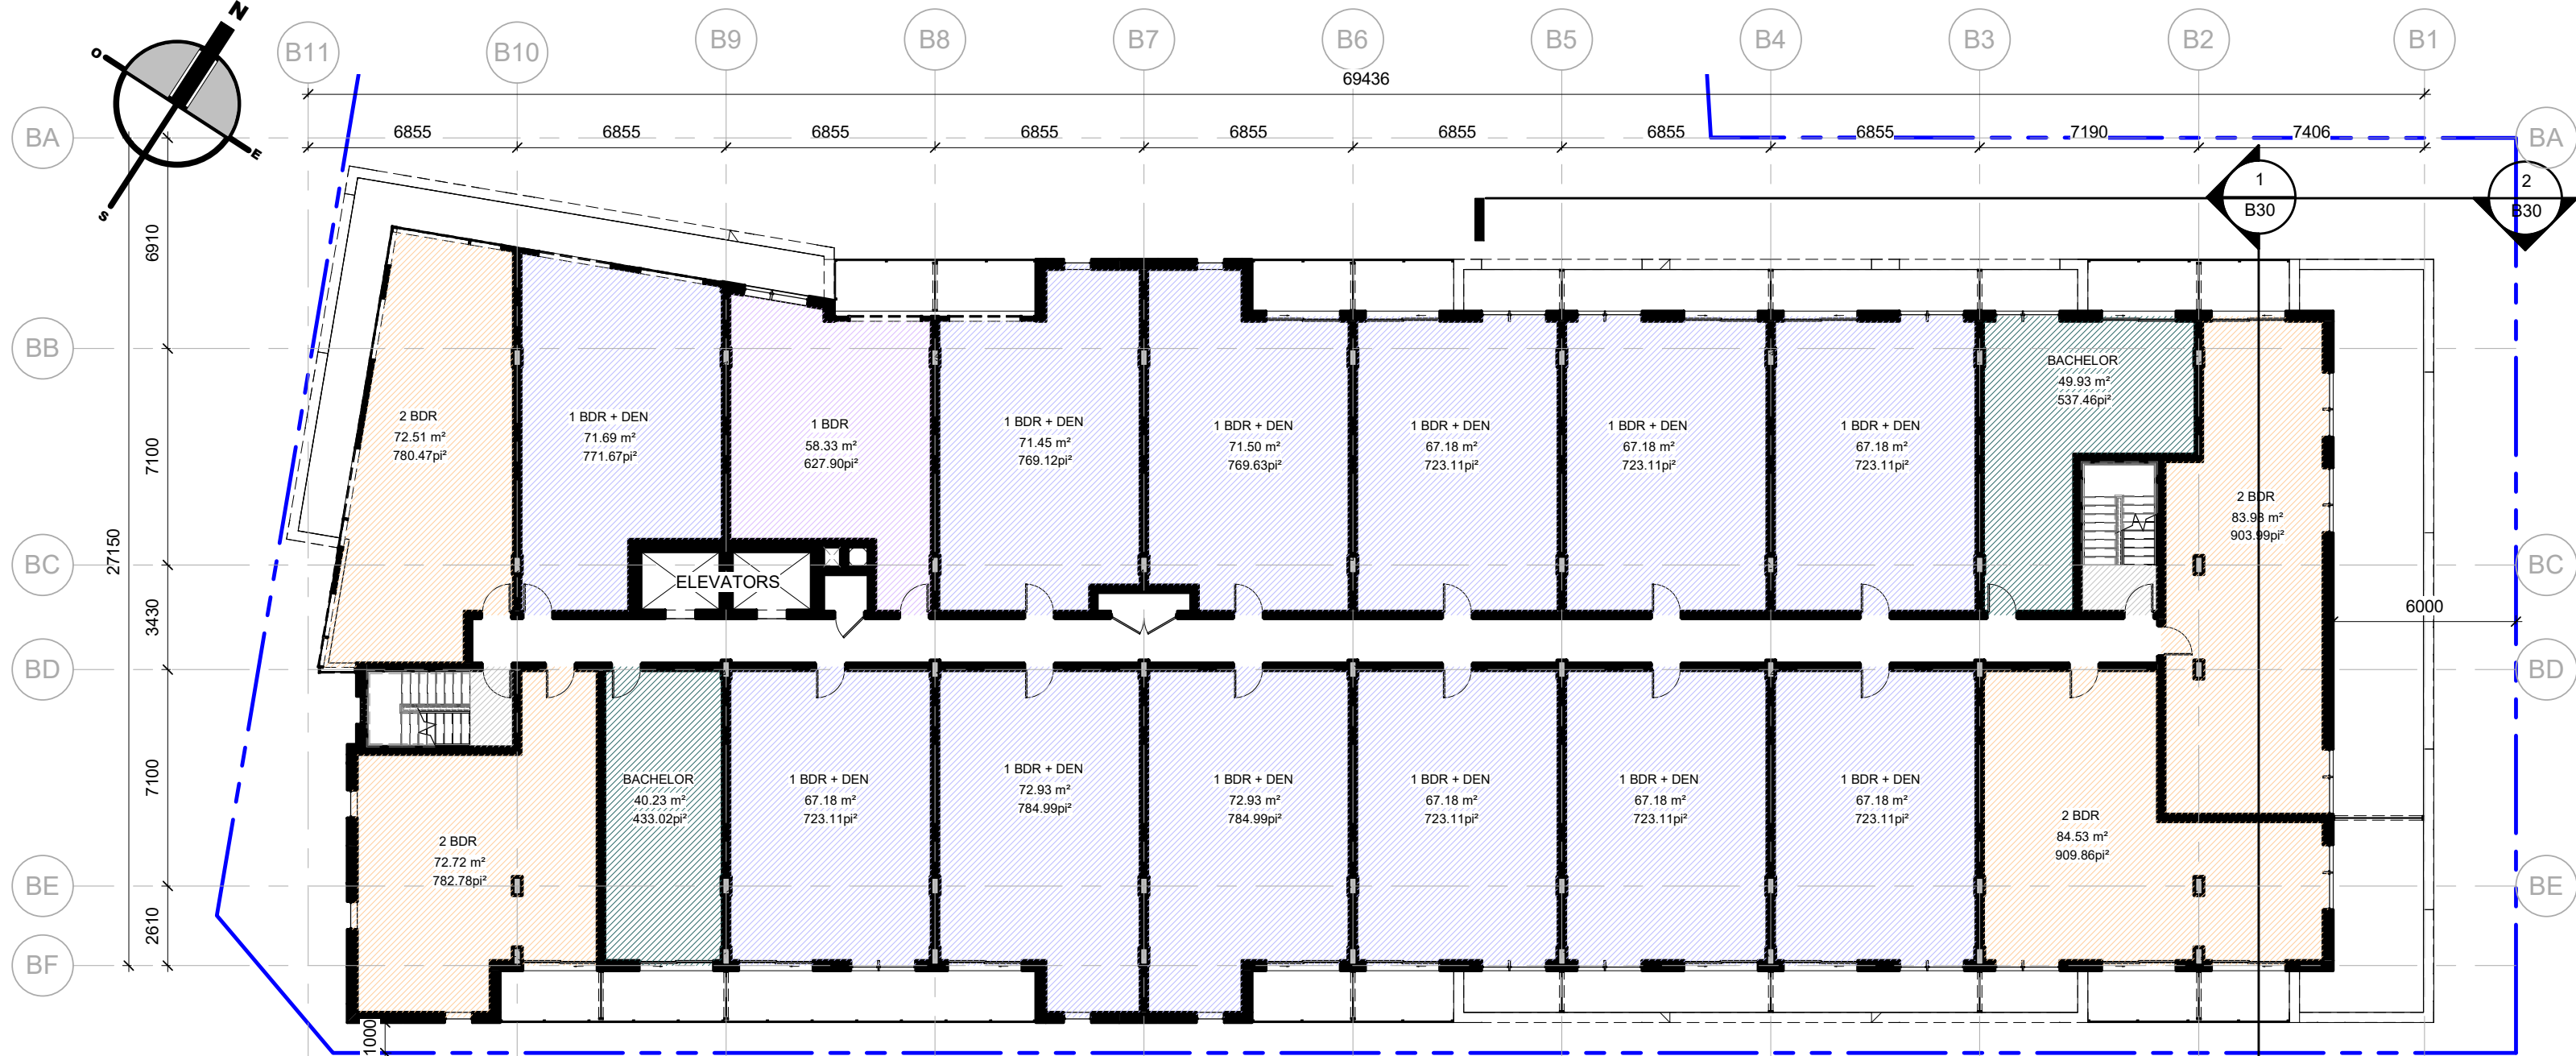 N
O
E
S
B11
B10
B9
B8
B7
B6
B5
B4
B3
B2
B1
69436
6855
6855
6855
6855
6855
6855
6855
6855
7190
7406
BA
BA
BB
BC
BC
BD
BD
BE
BE
BF
6910
7100
3430
7100
2610
27150
1000
6000
1
B30
2
B30
2 BDR
72.51 m²
780.47pi²
1 BDR + DEN
71.69 m²
771.67pi²
1 BDR
58.33 m²
627.90pi²
1 BDR + DEN
71.45 m²
769.12pi²
1 BDR + DEN
71.50 m²
769.63pi²
1 BDR + DEN
67.18 m²
723.11pi²
1 BDR + DEN
67.18 m²
723.11pi²
1 BDR + DEN
67.18 m²
723.11pi²
BACHELOR
49.93 m²
537.46pi²
2 BDR
83.98 m²
903.99pi²
ELEVATORS
2 BDR
72.72 m²
782.78pi²
BACHELOR
40.23 m²
433.02pi²
1 BDR + DEN
67.18 m²
723.11pi²
1 BDR + DEN
72.93 m²
784.99pi²
1 BDR + DEN
72.93 m²
784.99pi²
1 BDR + DEN
67.18 m²
723.11pi²
1 BDR + DEN
67.18 m²
723.11pi²
1 BDR + DEN
67.18 m²
723.11pi²
2 BDR
84.53 m²
909.86pi²